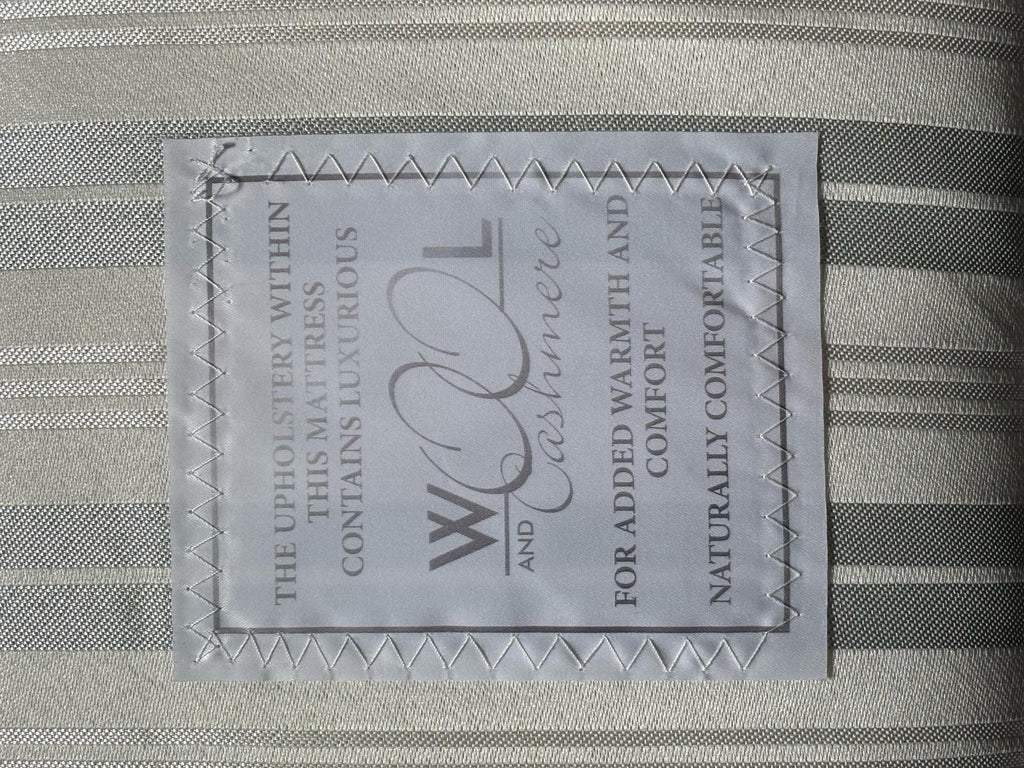 THE UPHOLSTERY WITHIN
THIS MATTRESS
CONTAINS LUXURIOUS
WOOL
AND Cashmere
FOR ADDED WARMTH AND
COMFORT
NATURALLY COMFORTABLE